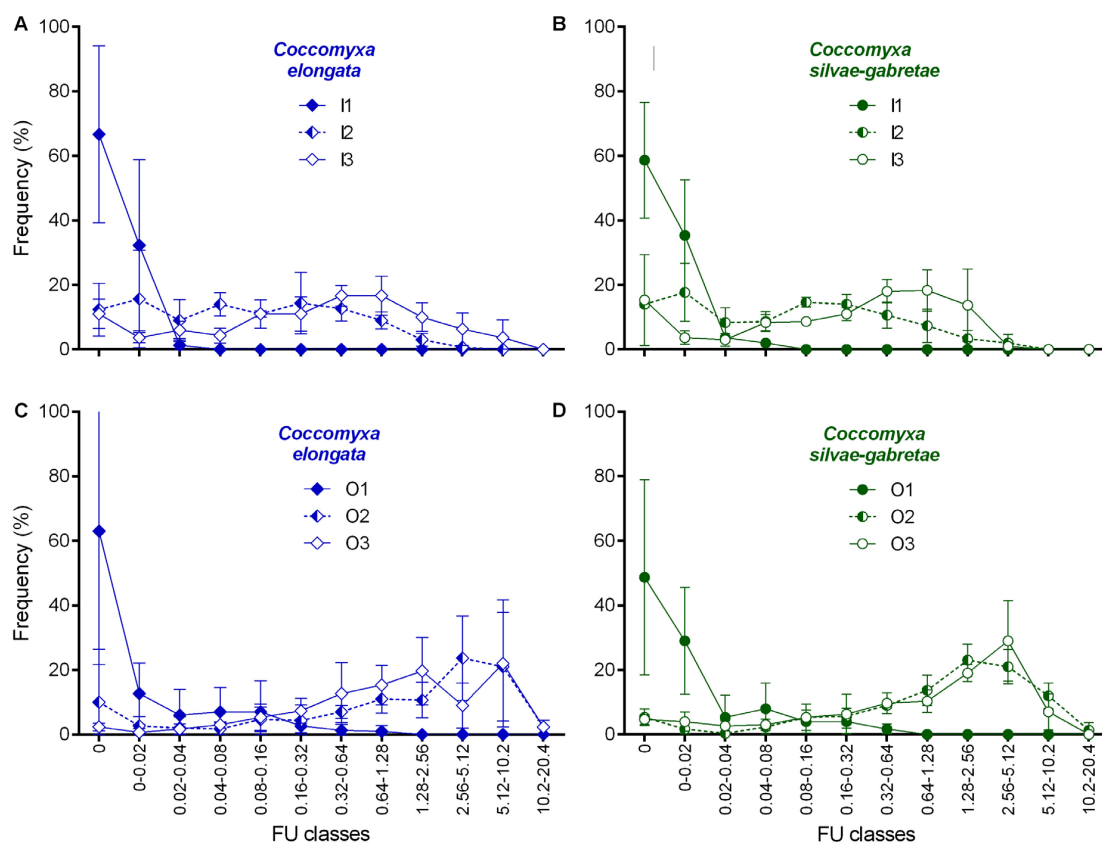 A
100
80
60
40
20
0
Frequency (%)
Coccomyxa
elongata
I1
I2
I3
B
100
80
60
40
20
0
Coccomyxa
silvae-gabretae
I1
I2
I3
C
100
80
60
40
20
0
Frequency (%)
Coccomyxa
elongata
O1
O2
O3
0
0-0.02
0.02-0.04
0.04-0.08
0.08-0.16
0.16-0.32
0.32-0.64
0.64-1.28
1.28-2.56
2.56-5.12
5.12-10.2
10.2-20.4
FU classes
D
100
80
60
40
20
0
Coccomyxa
silvae-gabretae
O1
O2
O3
0
0-0.02
0.02-0.04
0.04-0.08
0.08-0.16
0.16-0.32
0.32-0.64
0.64-1.28
1.28-2.56
2.56-5.12
5.12-10.2
10.2-20.4
FU classes